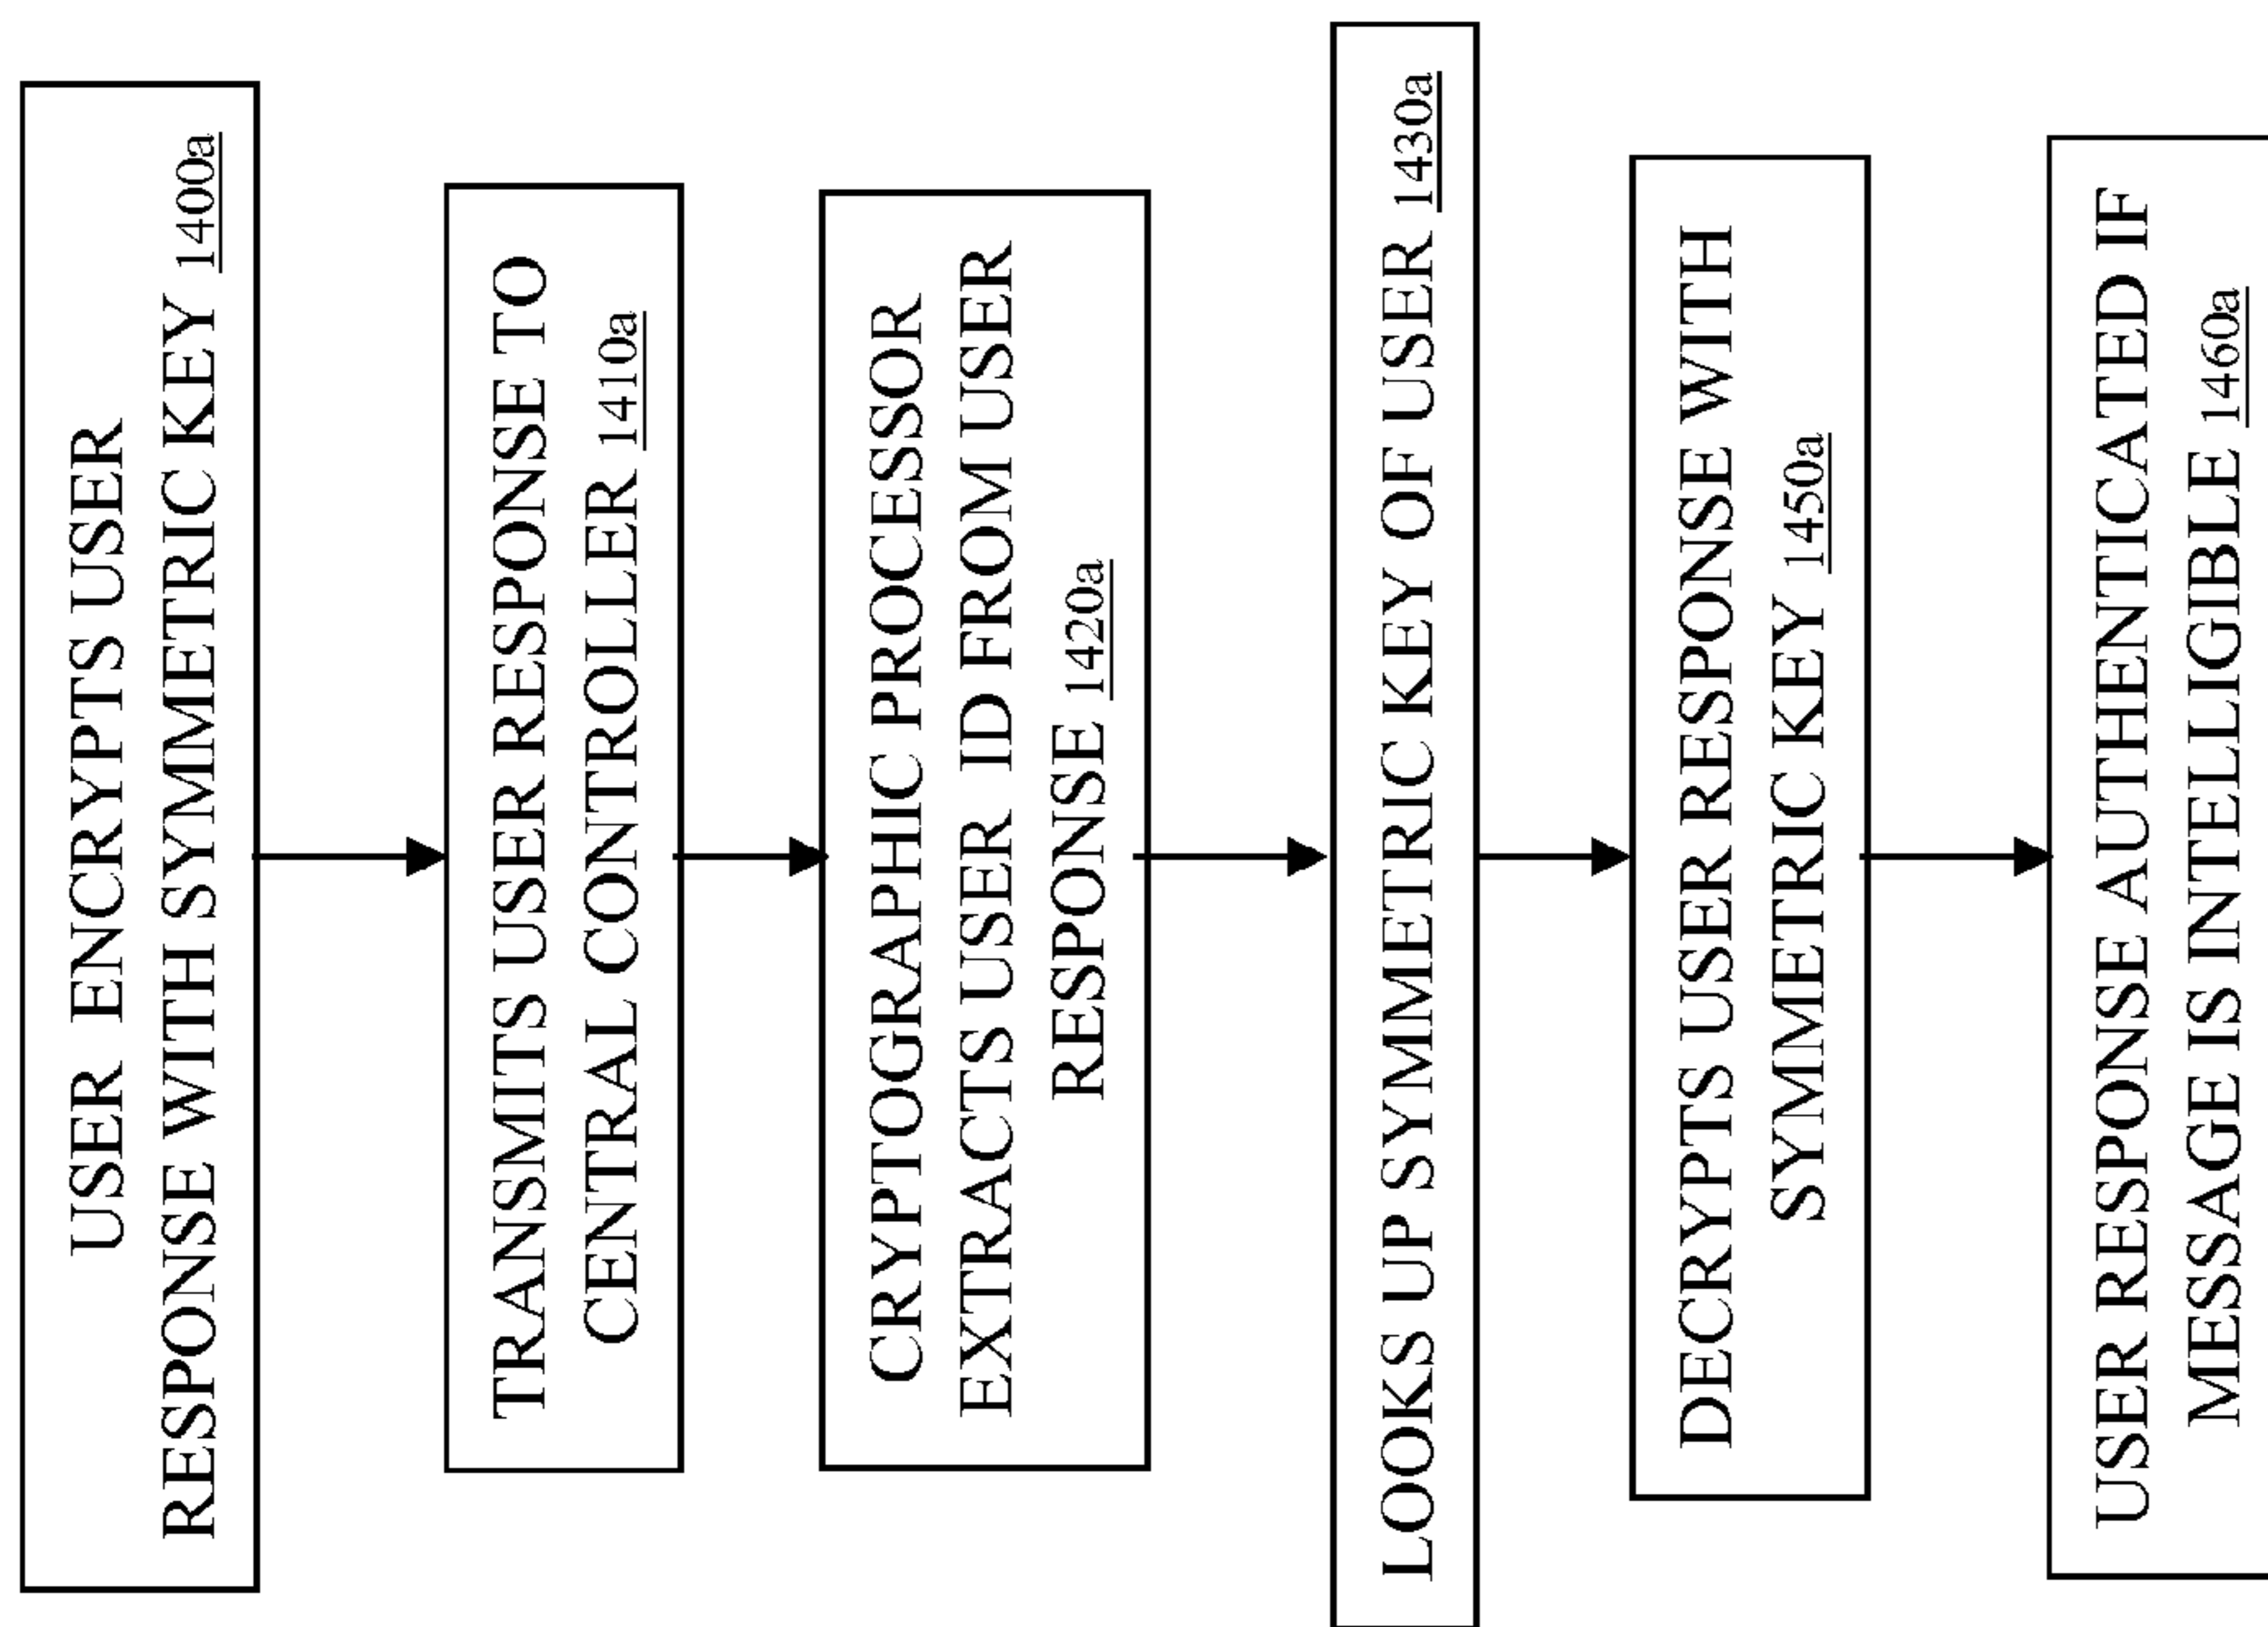 USER ENCRYPTS USER
RESPONSE WITH SYMMETRIC KEY 1400a
TRANSMITS USER RESPONSE TO
CENTRAL CONTROLLER 1410a
CRYPTOGRAPHIC PROCESSOR
EXTRACTS USER ID FROM USER
RESPONSE 1420a
LOOKS UP SYMMETRIC KEY OF USER 1430a
DECRYPTS USER RESPONSE WITH
SYMMETRIC KEY 1450a
USER RESPONSE AUTHENTICATED IF
MESSAGE IS INTELLIGIBLE 1460a